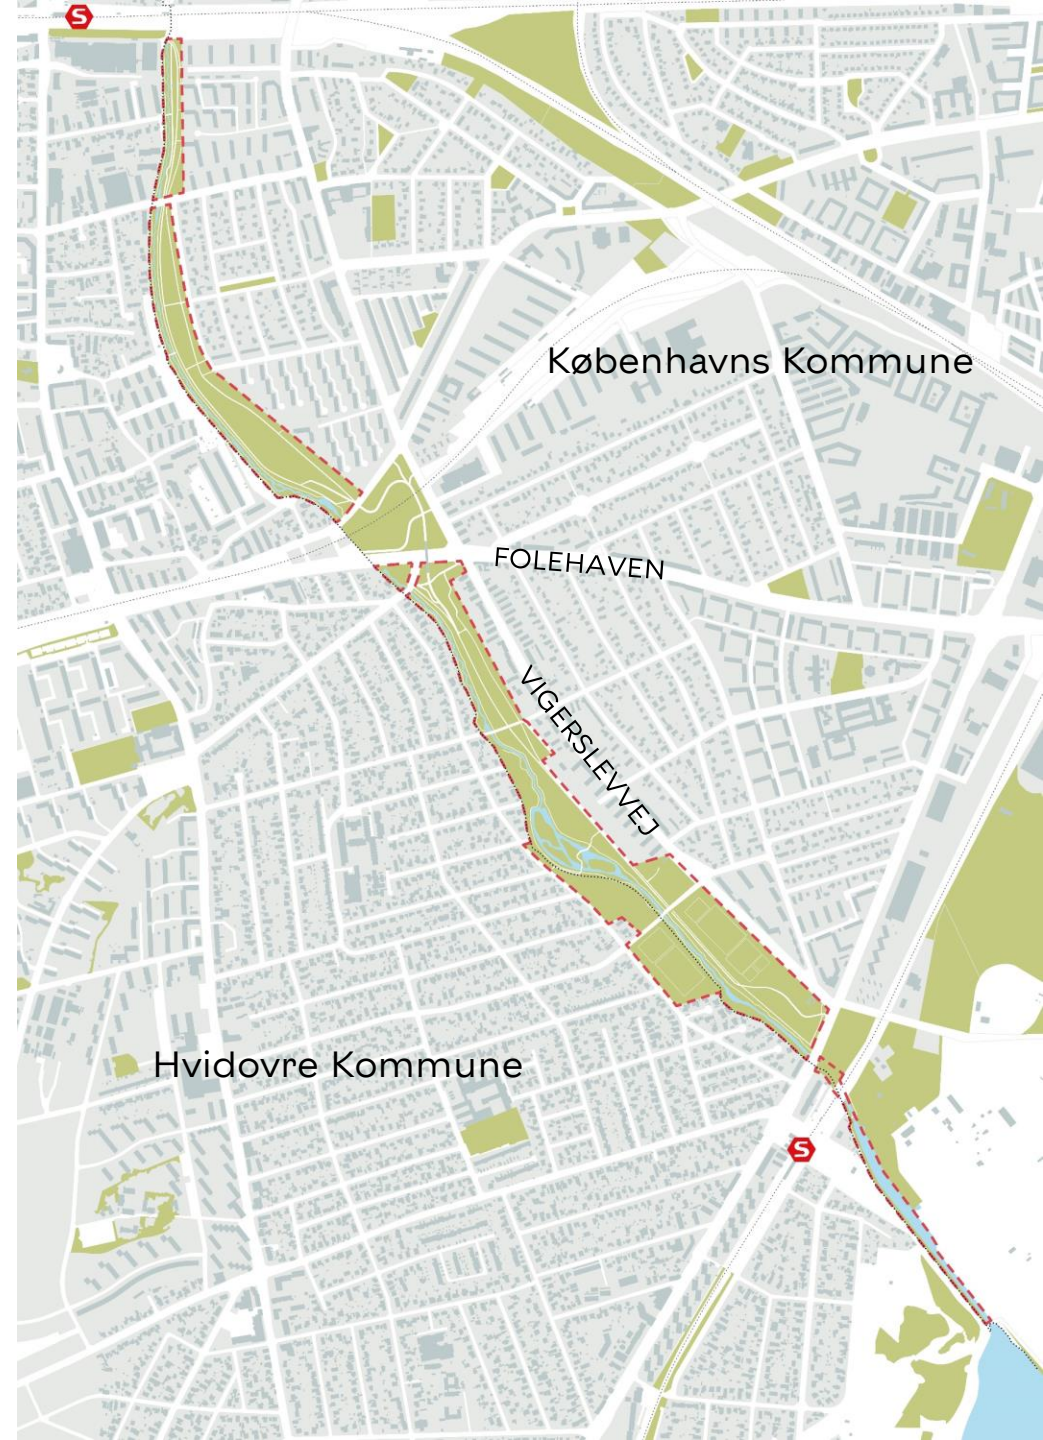 S
Københavns Kommune
FOLEHAVEN
VIGERSLEVVEJ
Hvidovre Kommune
S